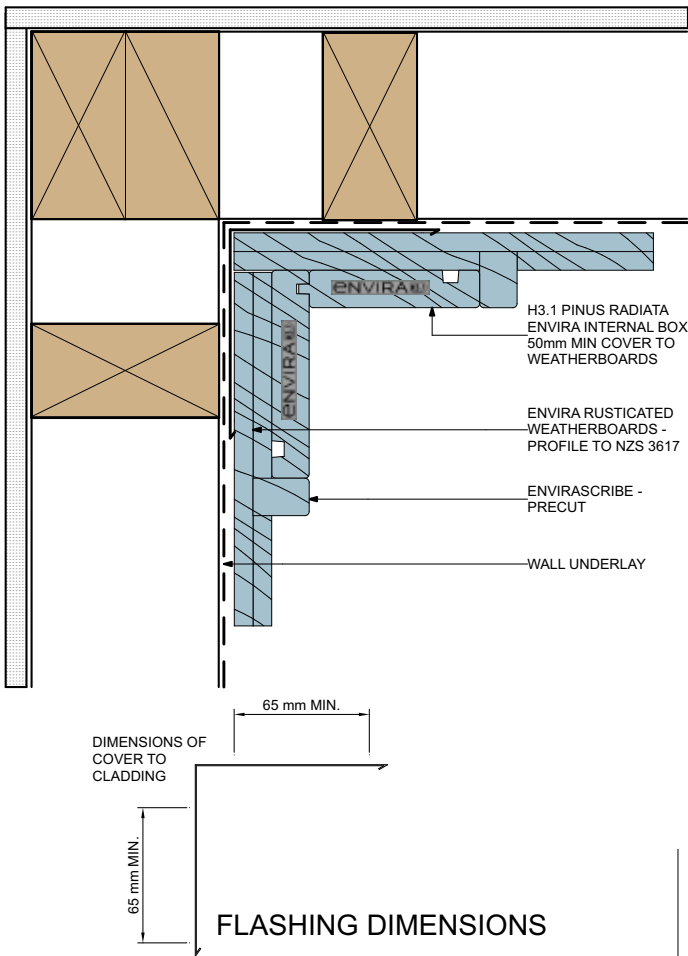 ENVIRA
ENVIRA
H3.1 PINUS RADIATA
ENVIRA INTERNAL BOX
50mm MIN COVER TO
WEATHERBOARDS
ENVIRA RUSTICATED
WEATHERBOARDS -
PROFILE TO NZS 3617
ENVIRASCRIBE -
PRECUT
WALL UNDERLAY
65 mm MIN.
DIMENSIONS OF
COVER TO
CLADDING
65 mm MIN.
FLASHING DIMENSIONS